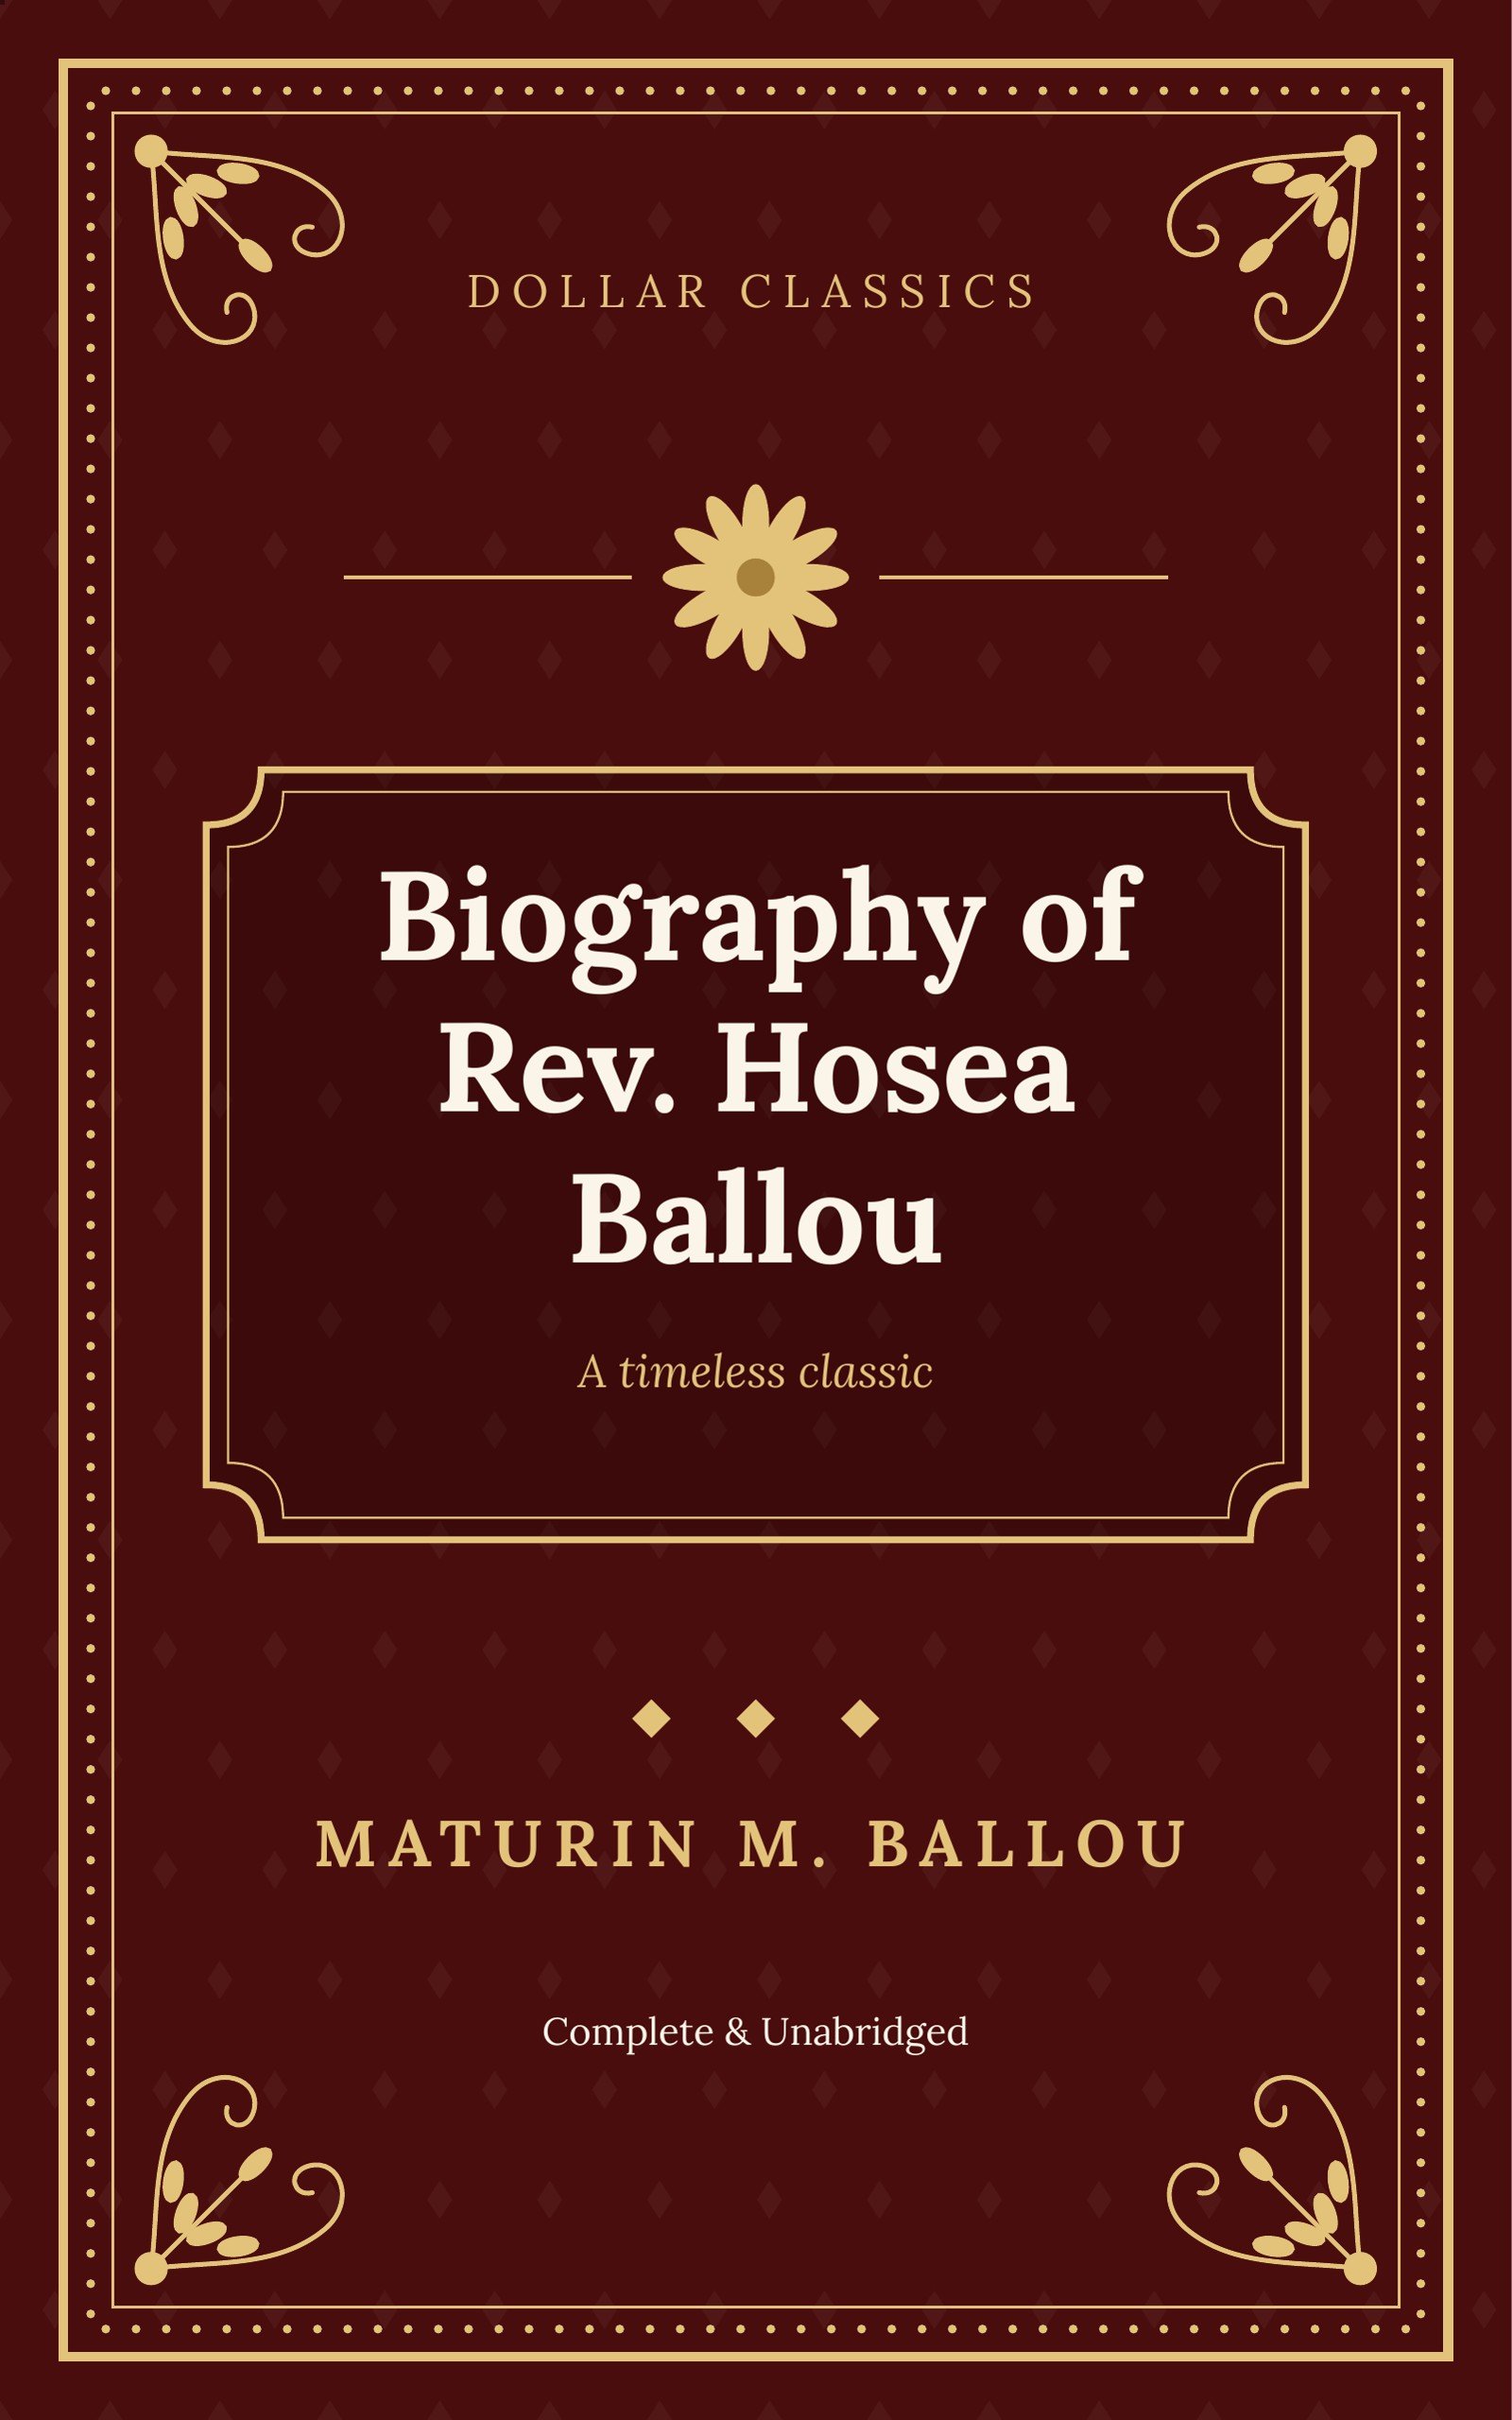 DOLLAR CLASSICS
Biography of
Rev. Hosea
Ballou
A timeless classic
MATURIN M. BALLOU
Complete & Unabridged